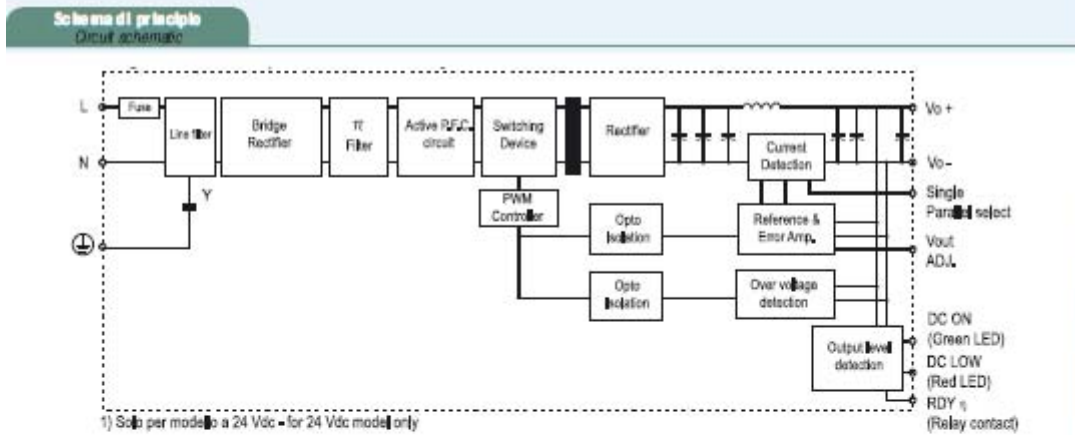 Schema di principio
Circuit schematic
L
Fuse
Line filter
Bridge
Rectifier
π
Filter
Active P.F.C.
circuit
Switching
Device
Rectifier
Vo +
Current
Detection
N
Vo –
Y
PWM
Controller
Single
Parallel select
Opto
Isolation
Reference &
Error Amp.
Vout
ADJ.
Opto
Isolation
Over voltage
detection
Output level
detection
DC ON
(Green LED)
DC LOW
(Red LED)
RDY
(Relay contact)
1) Solo per modello a 24 Vdc - for 24 Vdc model only